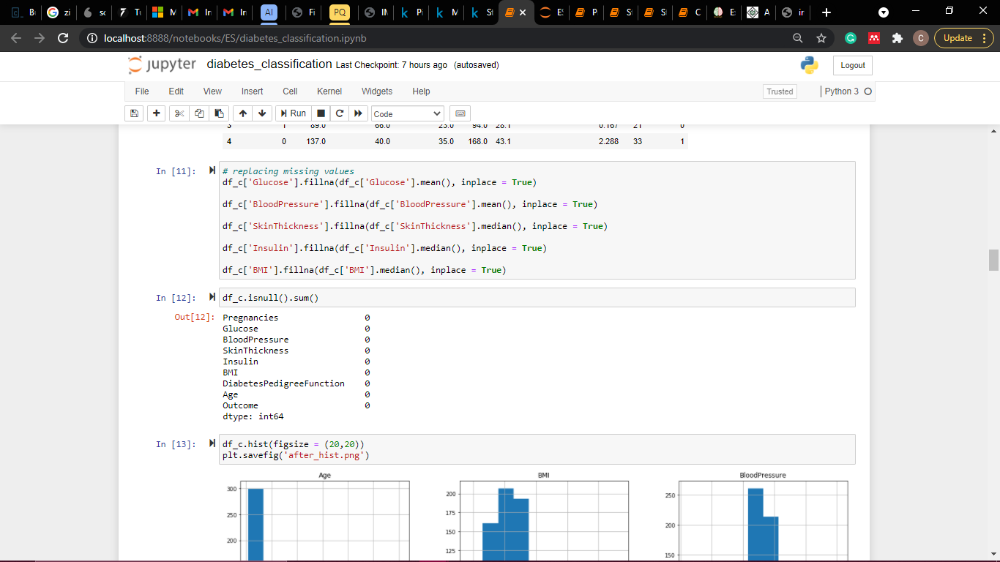 B
zi
sc
Tu
M
In
In
AI
Fi
PQ
IN
Pi
M
St
ES
P
Si
Si
C
E
A
in
localhost:8888/notebooks/ES/diabetes_classification.ipynb
C
Update
jupyter diabetes_classification Last Checkpoint: 7 hours ago (autosaved)
Logout
File Edit View Insert Cell Kernel Widgets Help
Trusted
Python 3
Run
Code
3 1 89.0 66.0 23.0 94.0 28.1 0.167 21 0
4 0 137.0 40.0 35.0 168.0 43.1 2.288 33 1
In [11]:
# replacing missing values
df_c['Glucose'].fillna(df_c['Glucose'].mean(), inplace = True)
df_c['BloodPressure'].fillna(df_c['BloodPressure'].mean(), inplace = True)
df_c['SkinThickness'].fillna(df_c['SkinThickness'].median(), inplace = True)
df_c['Insulin'].fillna(df_c['Insulin'].median(), inplace = True)
df_c['BMI'].fillna(df_c['BMI'].median(), inplace = True)
In [12]:
df_c.isnull().sum()
Out[12]:
Pregnancies 0
Glucose 0
BloodPressure 0
SkinThickness 0
Insulin 0
BMI 0
DiabetesPedigreeFunction 0
Age 0
Outcome 0
dtype: int64
In [13]:
df_c.hist(figsize = (20,20))
plt.savefig('after_hist.png')
Age
300
250
200
BMI
200
175
150
125
BloodPressure
250
200
150